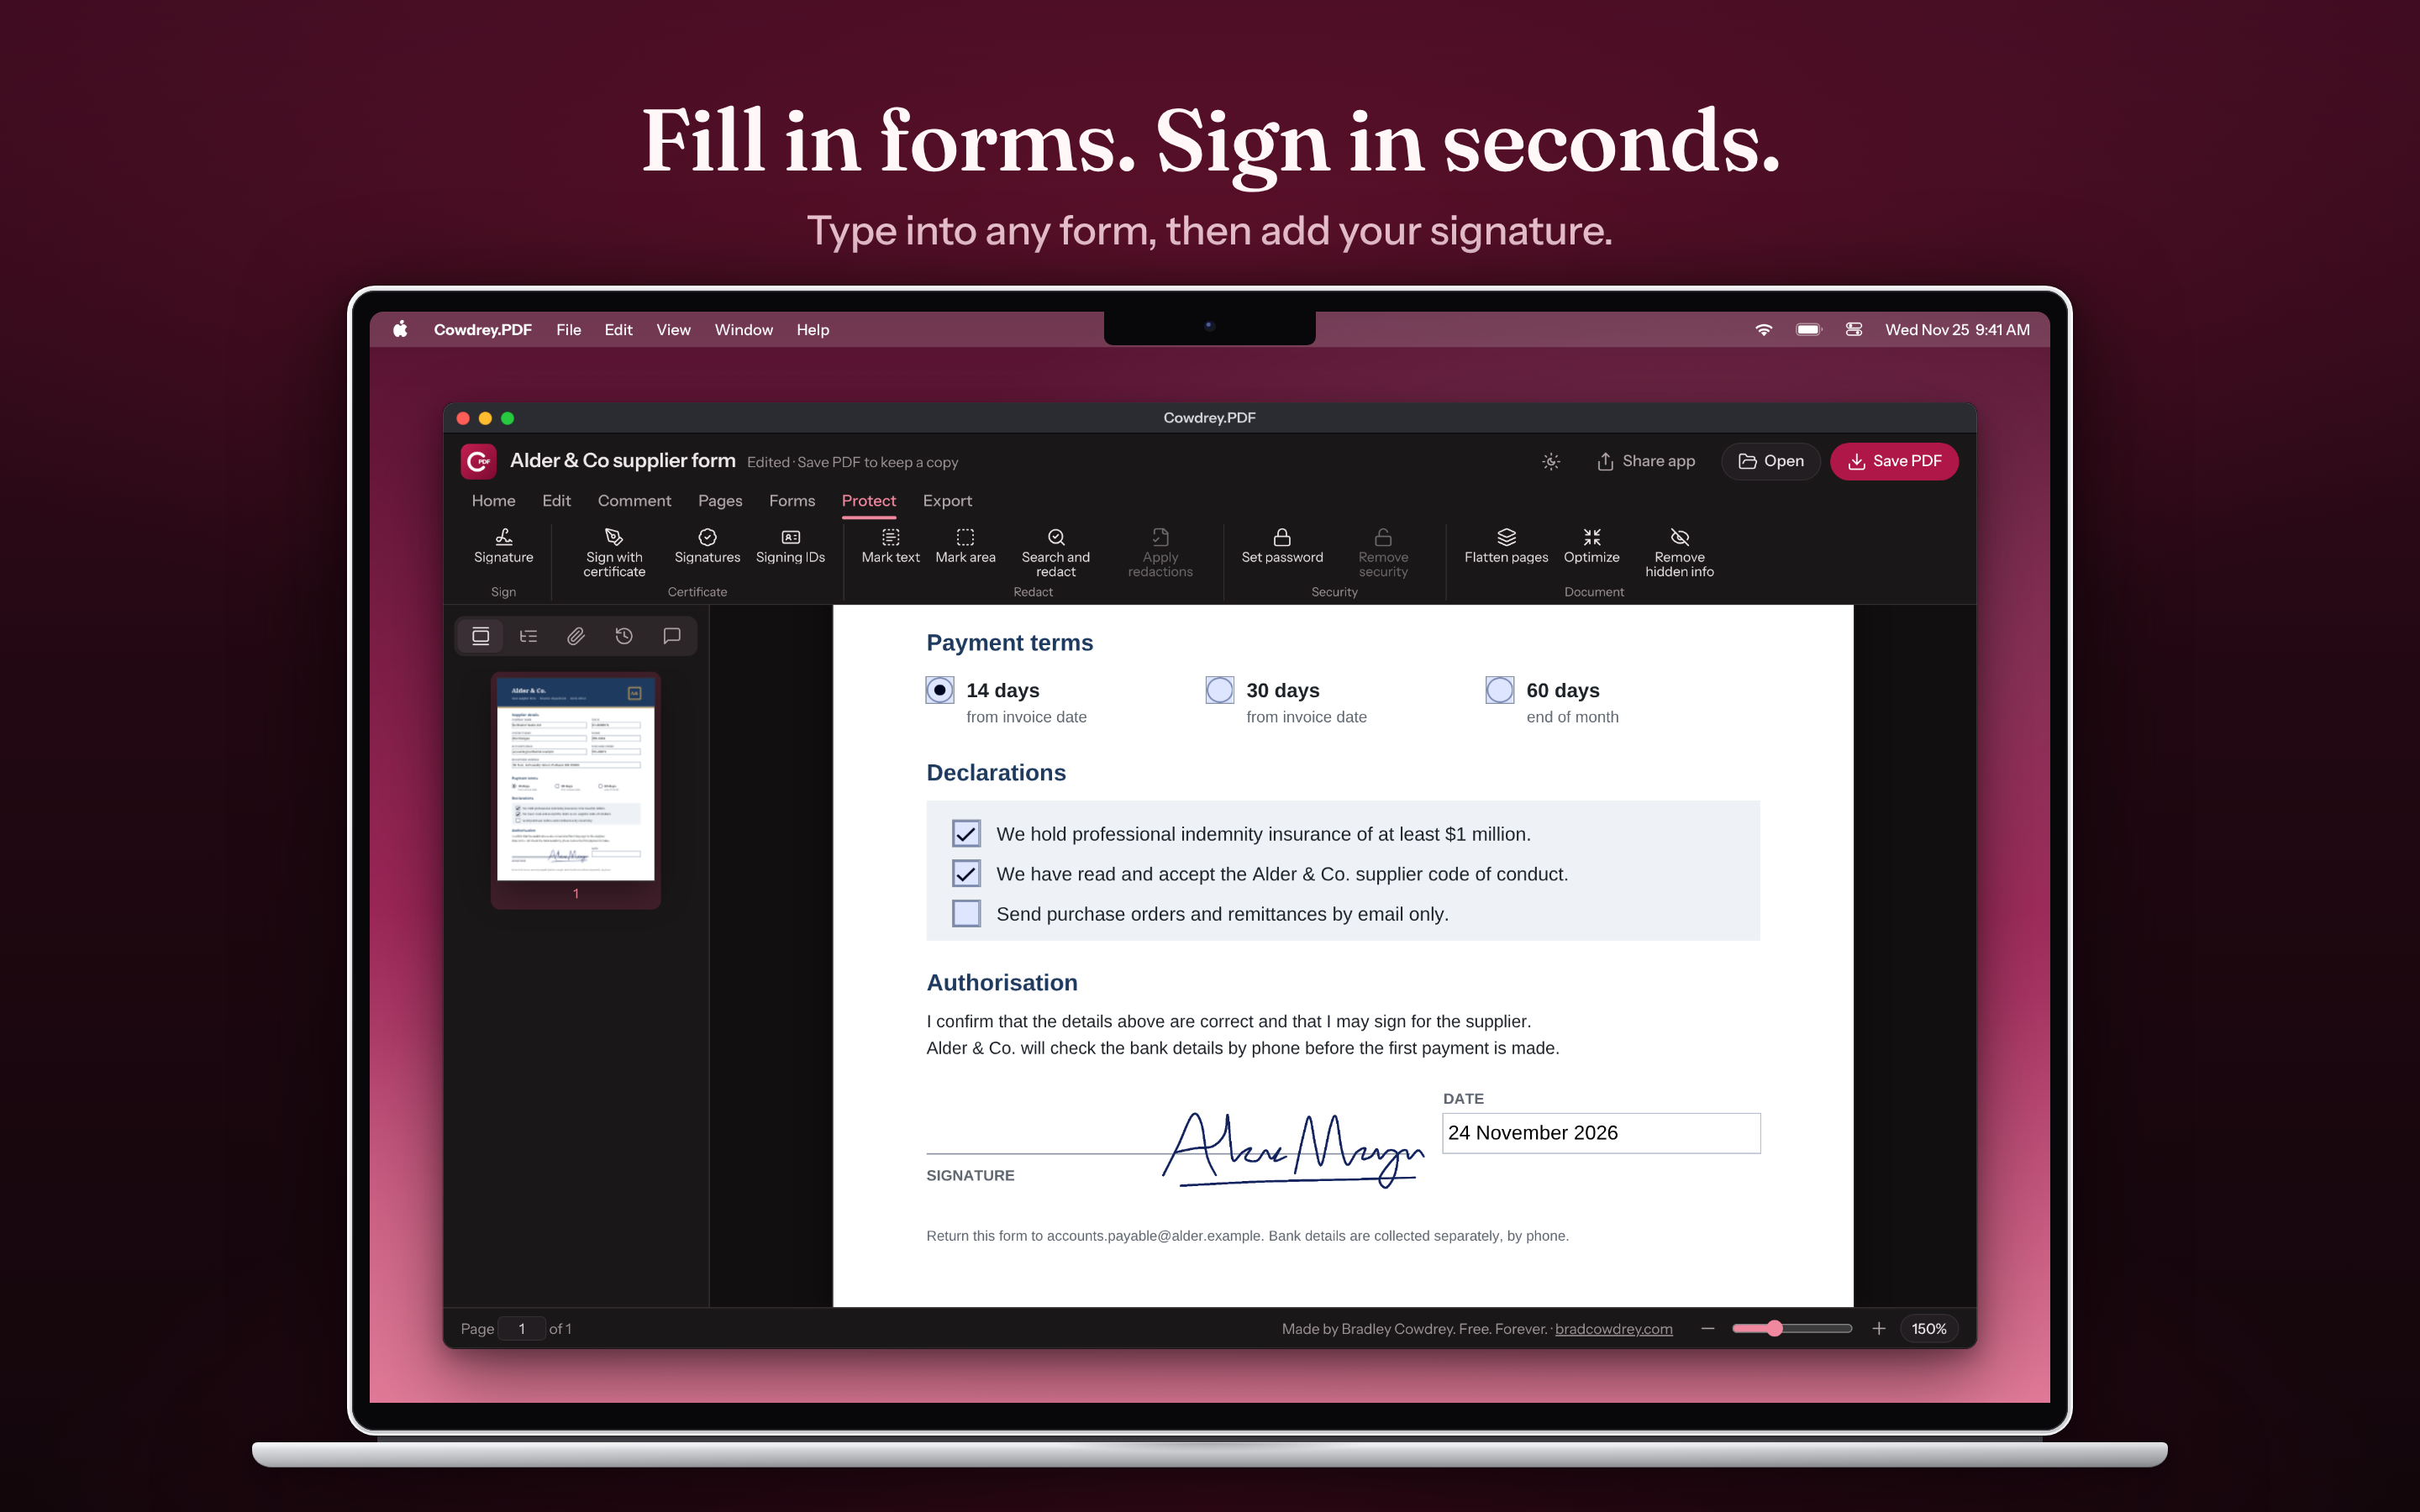 Fill in forms. Sign in seconds.
Type into any form, then add your signature.
Cowdrey.PDF File Edit View Window Help
Wed Nov 25 9:41 AM
Cowdrey.PDF
PDF
Alder & Co supplier form Edited · Save PDF to keep a copy
Share app Open Save PDF
Home Edit Comment Pages Forms Protect Export
Signature
Sign with certificate
Signatures
Signing IDs
Mark text
Mark area
Search and redact
Apply redactions
Set password
Remove security
Flatten pages
Optimize
Remove hidden info
Sign Certificate Redact Security Document
Alder & Co.
1
Payment terms
14 days 30 days 60 days
from invoice date from invoice date end of month
Declarations
We hold professional indemnity insurance of at least $1 million.
We have read and accept the Alder & Co. supplier code of conduct.
Send purchase orders and remittances by email only.
Authorisation
I confirm that the details above are correct and that I may sign for the supplier.
Alder & Co. will check the bank details by phone before the first payment is made.
DATE
24 November 2026
SIGNATURE
Return this form to accounts.payable@alder.example. Bank details are collected separately, by phone.
Page 1 of 1
Made by Bradley Cowdrey. Free. Forever. · bradcowdrey.com
150%